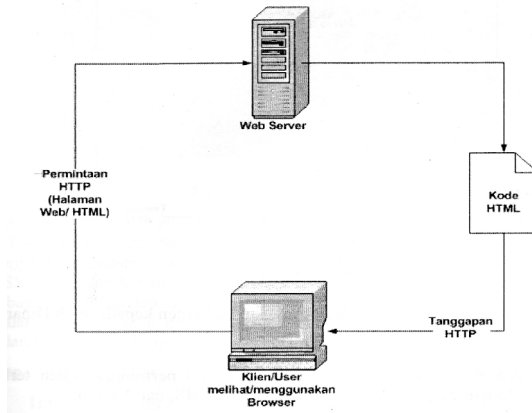 Web Server
Permintaan
HTTP
(Halaman
Web/ HTML)
Kode
HTML
Tanggapan
HTTP
Klien/User
melihat/menggunakan
Browser